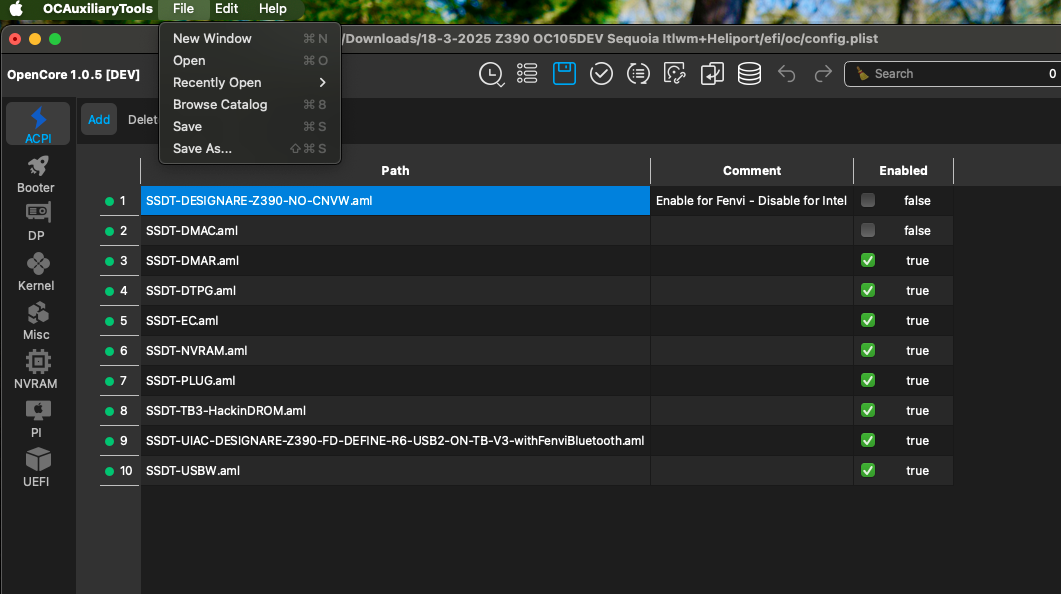 OCAuxiliaryTools File Edit Help
New Window ⌘ N
Open ⌘ O
Recently Open >
Browse Catalog ⌘ B
Save ⌘ S
Save As... ⇧ ⌘ S
/Downloads/18-3-2025 Z390 OC105DEV Sequoia Itlwm+Heliport/efi/oc/config.plist
OpenCore 1.0.5 [DEV]
Search 0
ACPI
Booter
DP
Kernel
Misc
NVRAM
PI
UEFI
Add Delet
Path Comment Enabled
1 SSDT-DESIGNARE-Z390-NO-CNVW.aml Enable for Fenvi - Disable for Intel false
2 SSDT-DMAC.aml false
3 SSDT-DMAR.aml true
4 SSDT-DTPG.aml true
5 SSDT-EC.aml true
6 SSDT-NVRAM.aml true
7 SSDT-PLUG.aml true
8 SSDT-TB3-HackinDROM.aml true
9 SSDT-UIAC-DESIGNARE-Z390-FD-DEFINE-R6-USB2-ON-TB-V3-withFenviBluetooth.aml true
10 SSDT-USBW.aml true